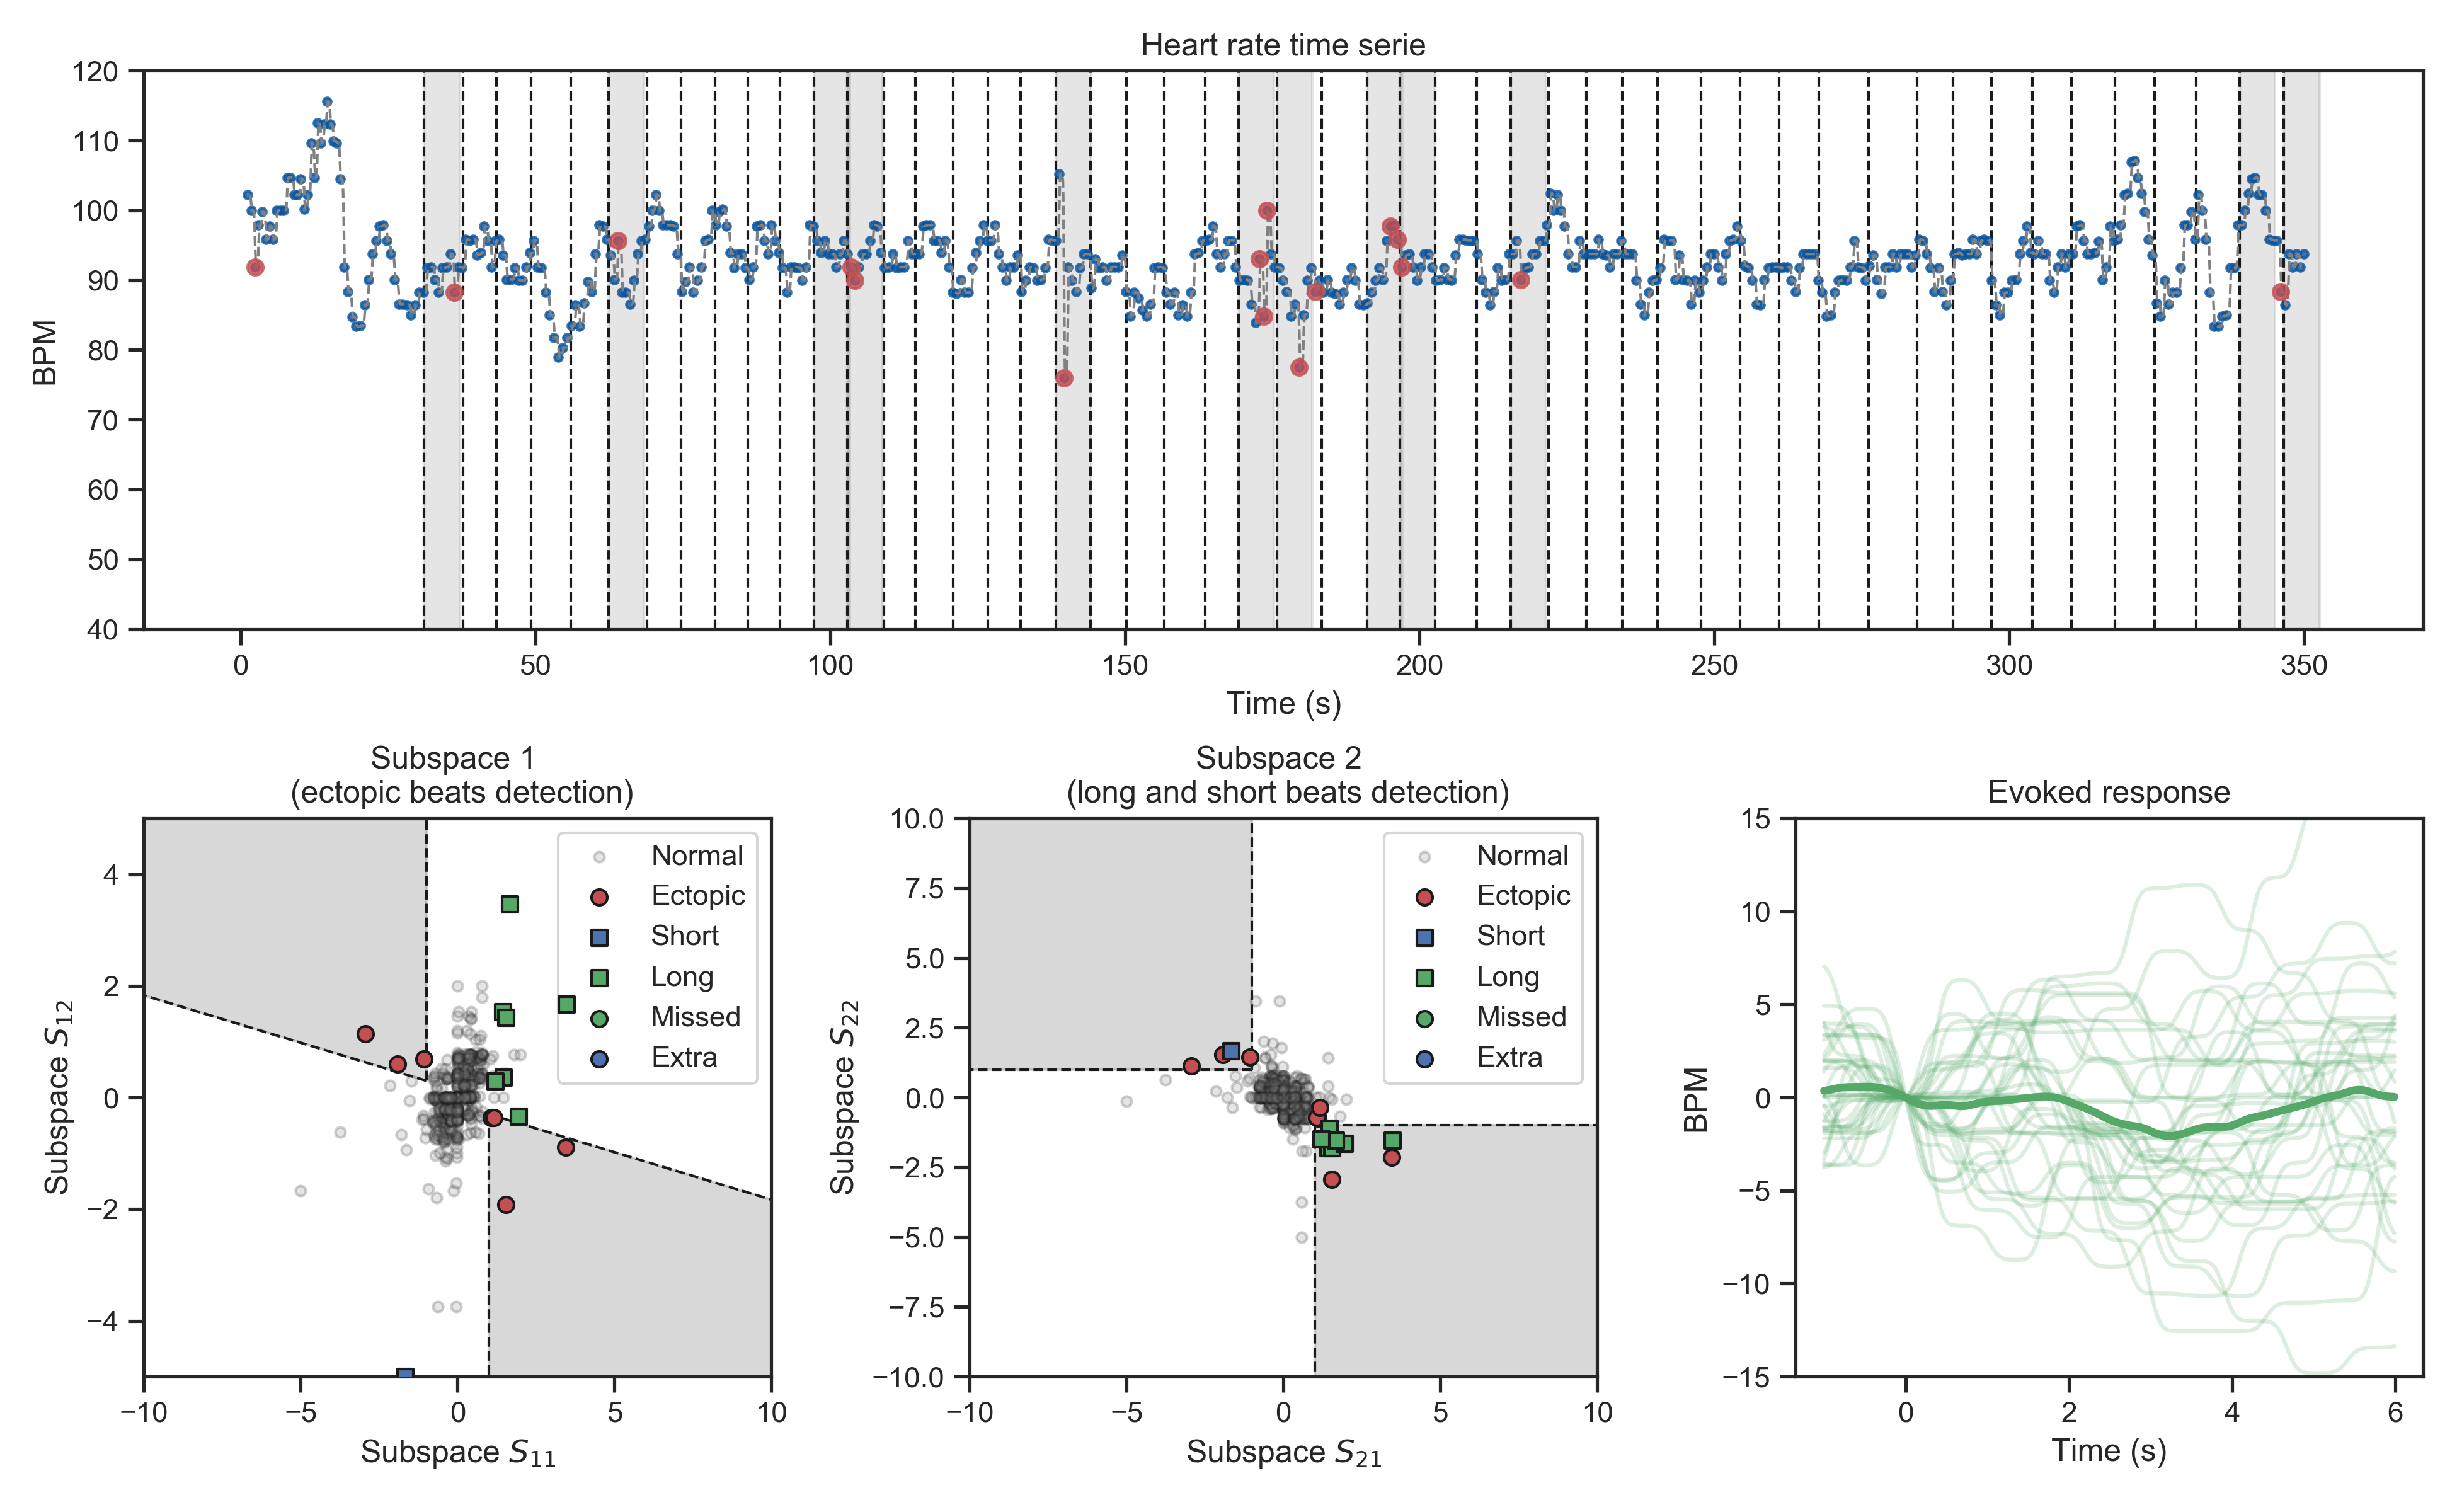 Heart rate time serie
120
110
100
90
80
70
60
50
40
BPM
0 50 100 150 200 250 300 350
Time (s)
Subspace 1
(ectopic beats detection)
4
2
0
−2
−4
Subspace S12
−10 −5 0 5 10
Subspace S11
Normal
Ectopic
Short
Long
Missed
Extra
Subspace 2
(long and short beats detection)
10.0
7.5
5.0
2.5
0.0
−2.5
−5.0
−7.5
−10.0
Subspace S22
−10 −5 0 5 10
Subspace S21
Normal
Ectopic
Short
Long
Missed
Extra
Evoked response
15
10
5
0
−5
−10
−15
BPM
0 2 4 6
Time (s)